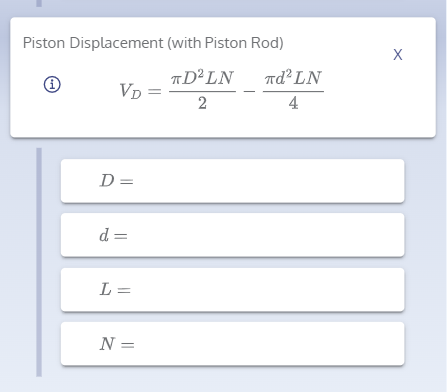 Piston Displacement (with Piston Rod)
X
i
V_D = πD²LN/2 − πd²LN/4
D =
d =
L =
N =